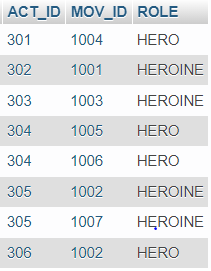 ACT_ID MOV_ID ROLE
301 1004 HERO
302 1001 HEROINE
303 1003 HEROINE
304 1005 HERO
304 1006 HERO
305 1002 HEROINE
305 1007 HEROINE
306 1002 HERO